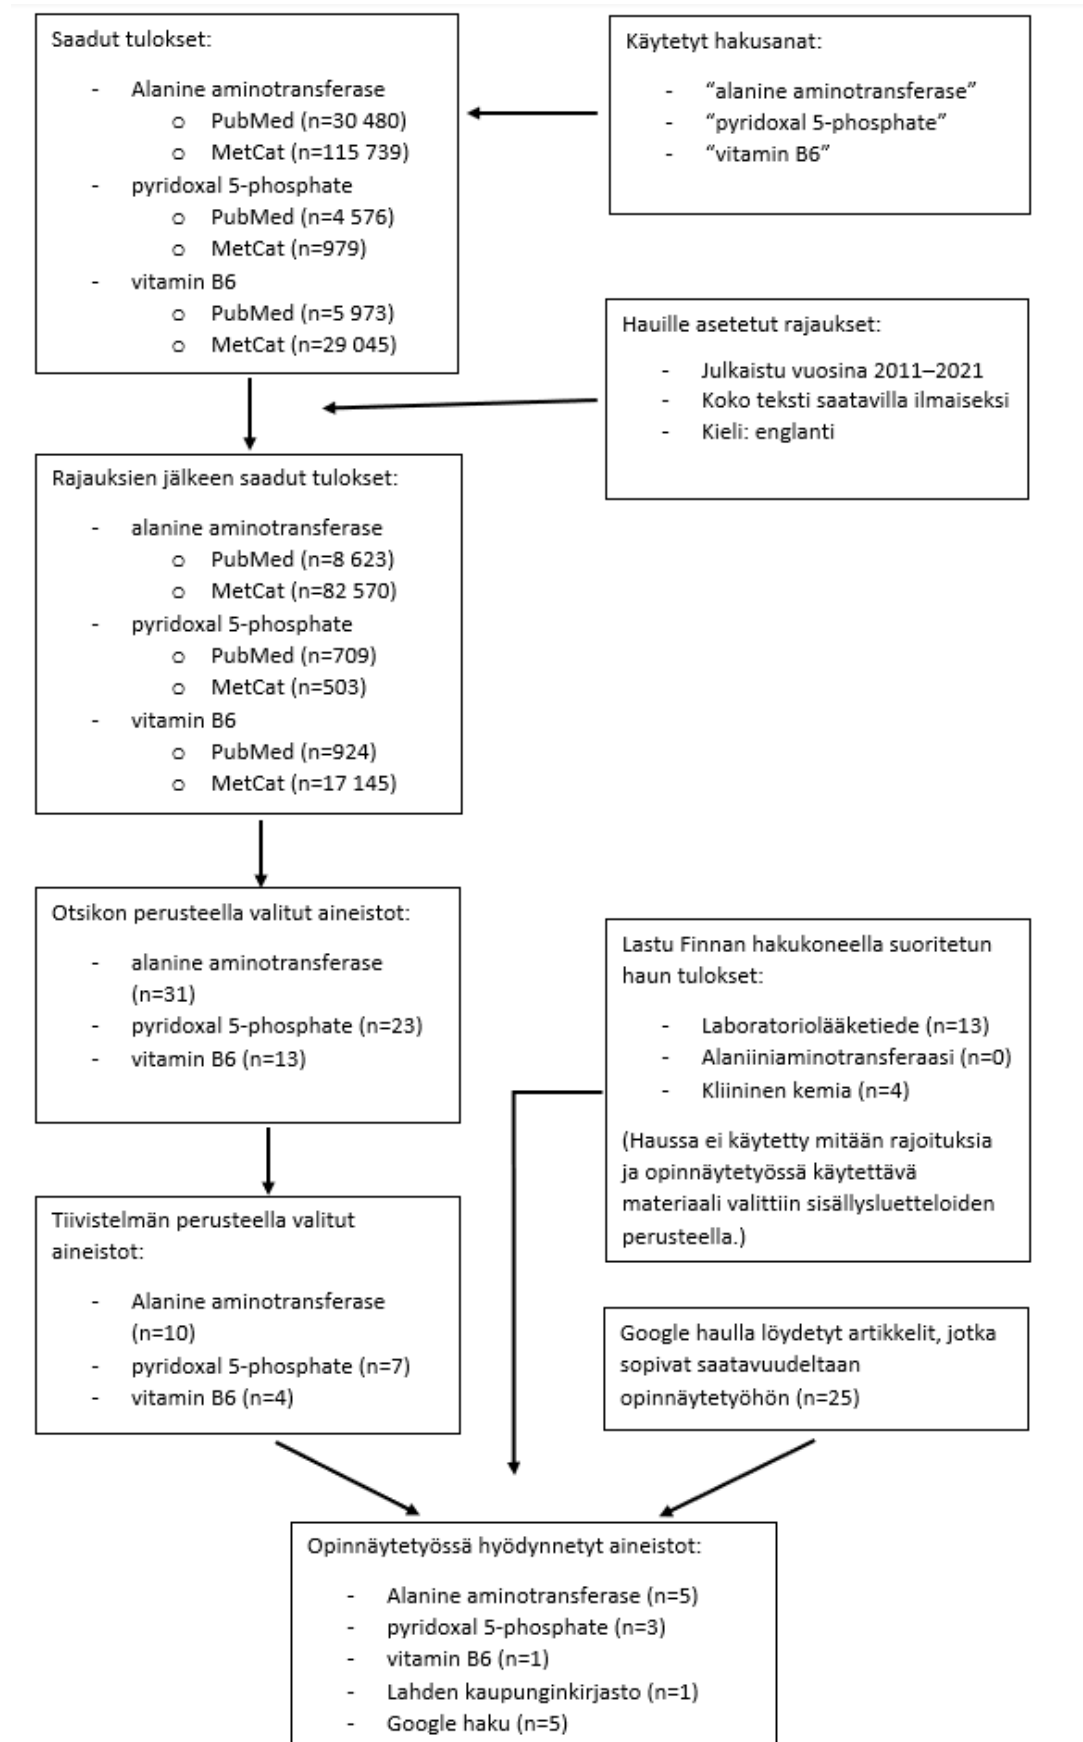 Saadut tulokset:
- Alanine aminotransferase
o PubMed (n=30 480)
o MetCat (n=115 739)
- pyridoxal 5-phosphate
o PubMed (n=4 576)
o MetCat (n=979)
- vitamin B6
o PubMed (n=5 973)
o MetCat (n=29 045)
Käytetyt hakusanat:
- “alanine aminotransferase”
- “pyridoxal 5-phosphate”
- “vitamin B6”
Hauille asetetut rajaukset:
- Julkaistu vuosina 2011–2021
- Koko teksti saatavilla ilmaiseksi
- Kieli: englanti
Rajauksien jälkeen saadut tulokset:
- alanine aminotransferase
o PubMed (n=8 623)
o MetCat (n=82 570)
- pyridoxal 5-phosphate
o PubMed (n=709)
o MetCat (n=503)
- vitamin B6
o PubMed (n=924)
o MetCat (n=17 145)
Otsikon perusteella valitut aineistot:
- alanine aminotransferase
(n=31)
- pyridoxal 5-phosphate (n=23)
- vitamin B6 (n=13)
Lastu Finnan hakukoneella suoritetun
haun tulokset:
- Laboratoriolääketiede (n=13)
- Alaniiniaminotransferaasi (n=0)
- Kliininen kemia (n=4)
(Haussa ei käytetty mitään rajoituksia
ja opinnäytetyössä käytettävä
materiaali valittiin sisällysluetteloiden
perusteella.)
Tiivistelmän perusteella valitut
aineistot:
- Alanine aminotransferase
(n=10)
- pyridoxal 5-phosphate (n=7)
- vitamin B6 (n=4)
Google haulla löydetyt artikkelit, jotka
sopivat saatavuudeltaan
opinnäytetyöhön (n=25)
Opinnäytetyössä hyödynnetyt aineistot:
- Alanine aminotransferase (n=5)
- pyridoxal 5-phosphate (n=3)
- vitamin B6 (n=1)
- Lahden kaupunginkirjasto (n=1)
- Google haku (n=5)